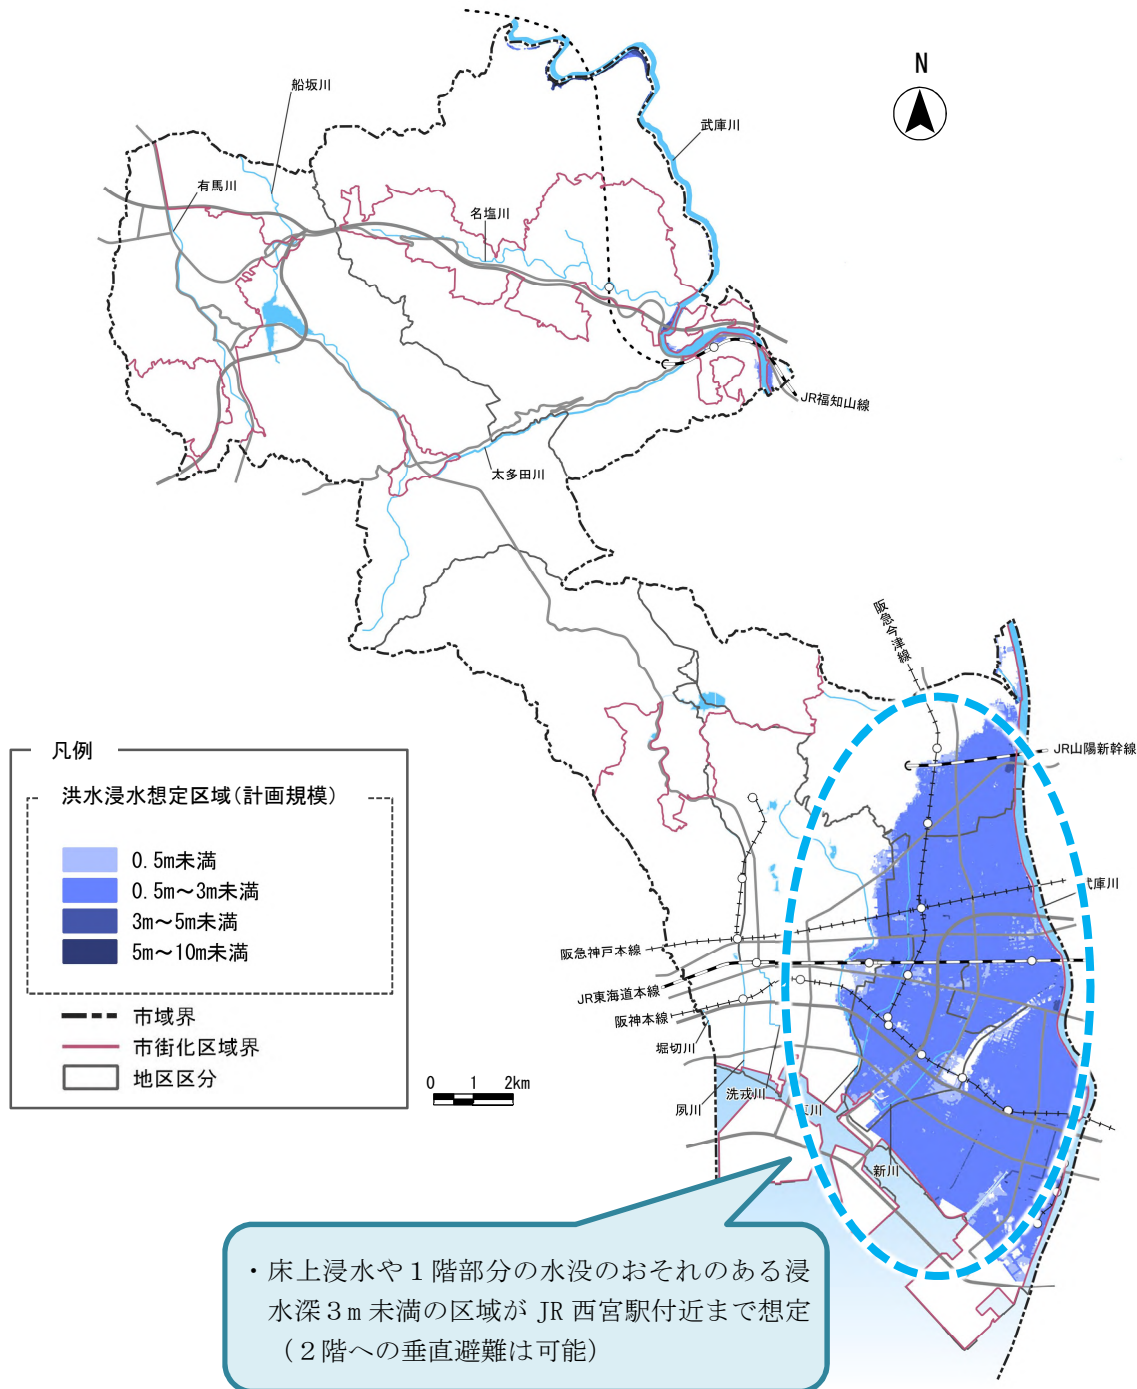 N
船坂川
武庫川
有馬川
名塩川
JR福知山線
太多田川
阪急今津線
JR山陽新幹線
武庫川
阪急神戸本線
JR東海道本線
阪神本線
堀切川
夙川
洗戎川
川
新川
凡例
洪水浸水想定区域(計画規模)
0.5m未満
0.5m～3m未満
3m～5m未満
5m～10m未満
市域界
市街化区域界
地区区分
0 1 2km
・床上浸水や１階部分の水没のおそれのある浸
水深３m 未満の区域が JR 西宮駅付近まで想定
（２階への垂直避難は可能）